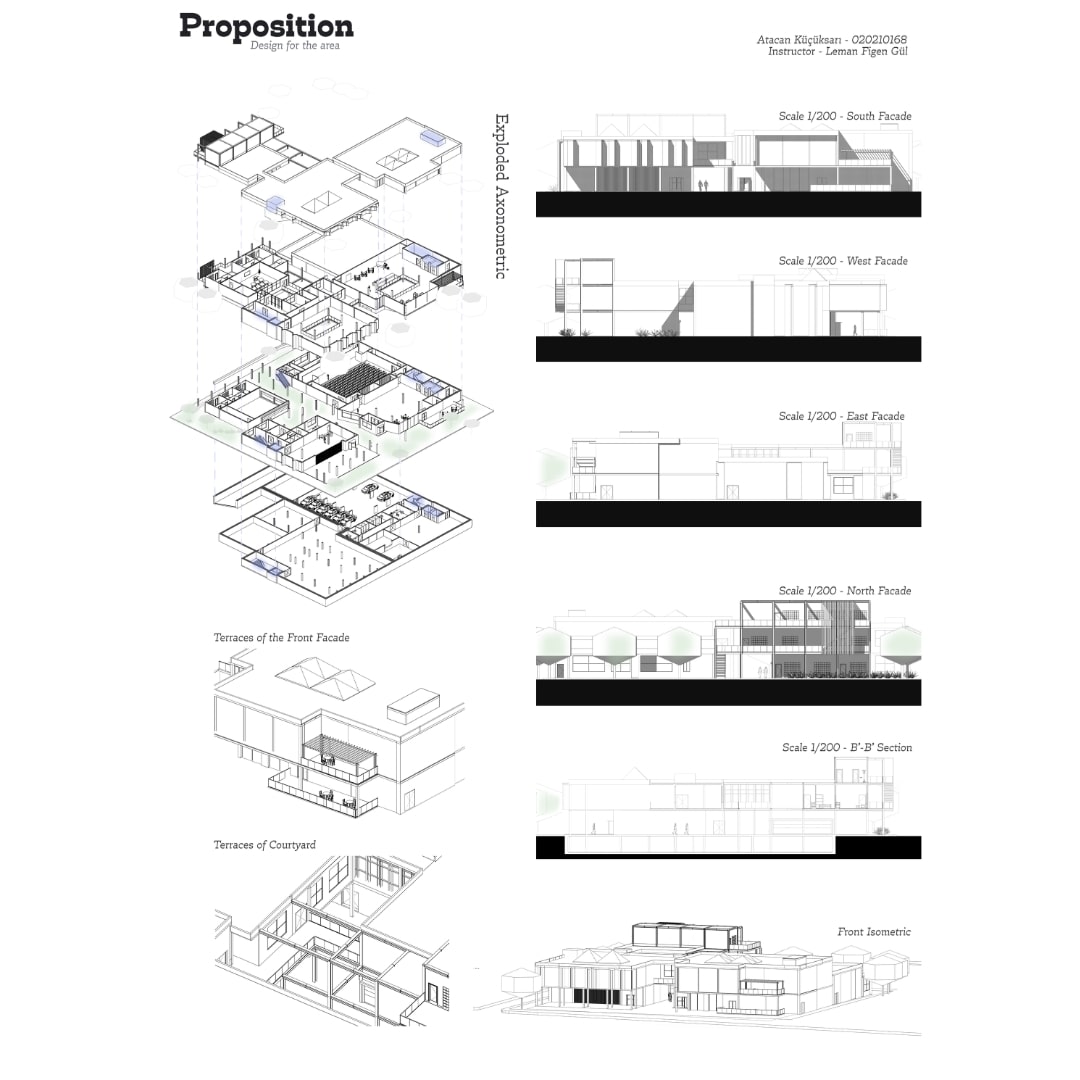 Proposition
Design for the area
Atacan Küçüksarı - 020210168
Instructor - Leman Figen Gül
Exploded Axonometric
Scale 1/200 - South Facade
Scale 1/200 - West Facade
Scale 1/200 - East Facade
Scale 1/200 - North Facade
Terraces of the Front Facade
Scale 1/200 - B'-B' Section
Terraces of Courtyard
Front Isometric